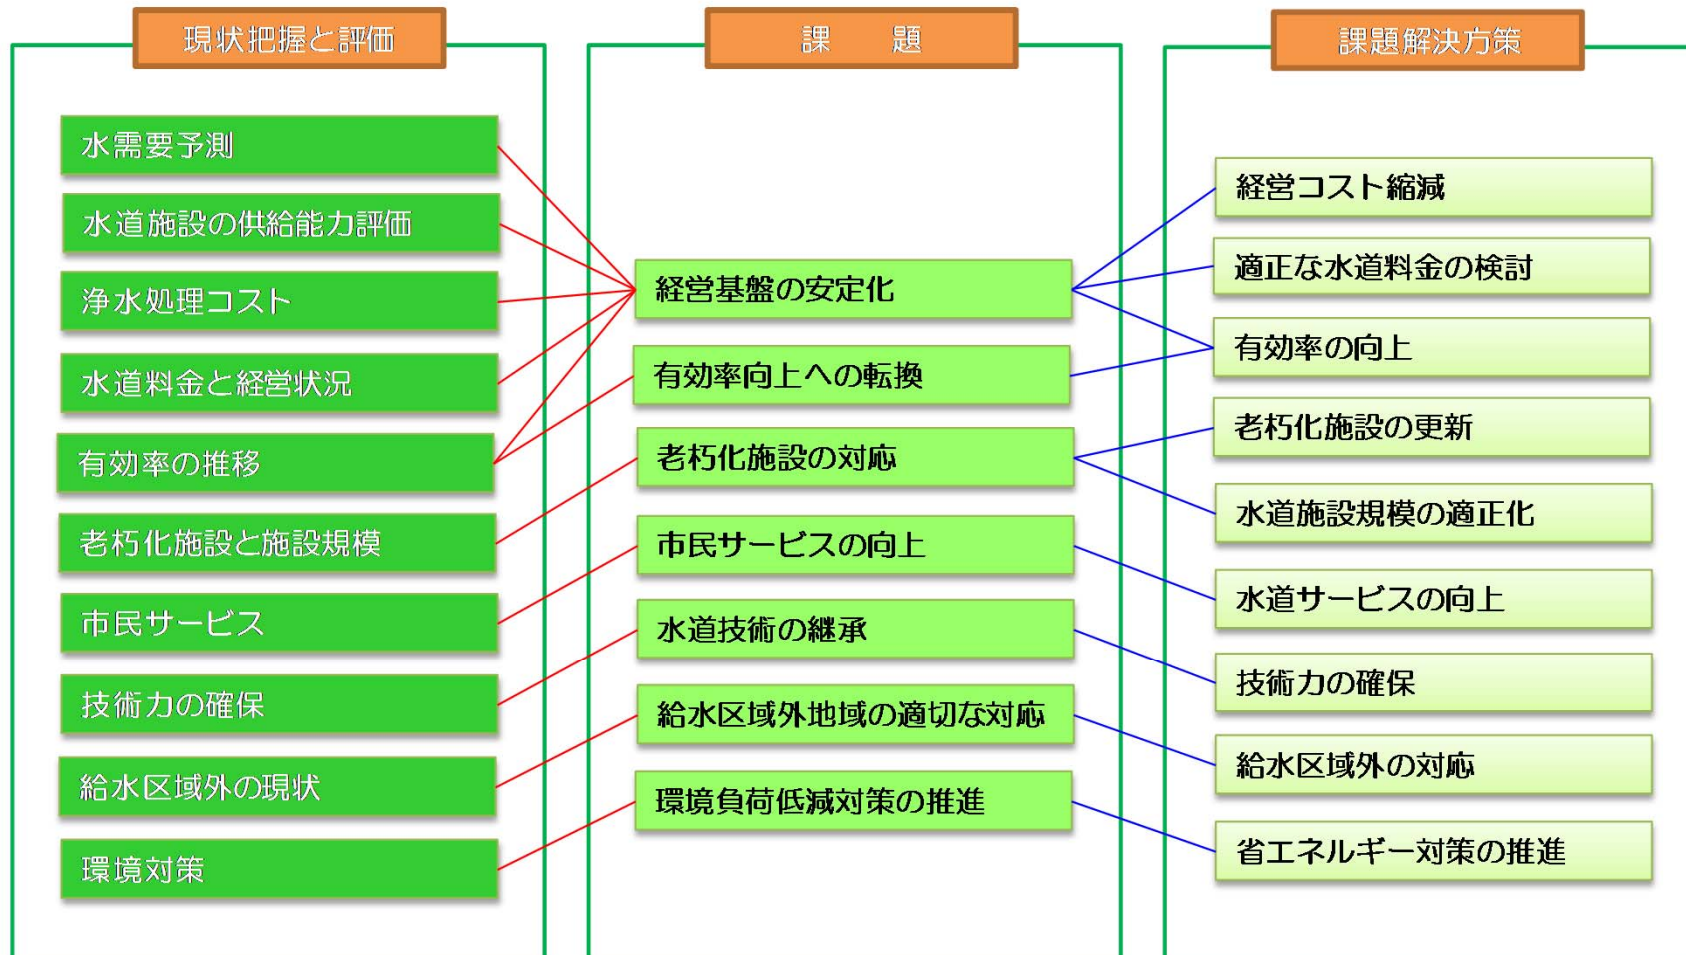 現状把握と評価
水需要予測
水道施設の供給能力評価
浄水処理コスト
水道料金と経営状況
有効率の推移
老朽化施設と施設規模
市民サービス
技術力の確保
給水区域外の現状
環境対策
課　　題
経営基盤の安定化
有効率向上への転換
老朽化施設の対応
市民サービスの向上
水道技術の継承
給水区域外地域の適切な対応
環境負荷低減対策の推進
課題解決方策
経営コスト縮減
適正な水道料金の検討
有効率の向上
老朽化施設の更新
水道施設規模の適正化
水道サービスの向上
技術力の確保
給水区域外の対応
省エネルギー対策の推進